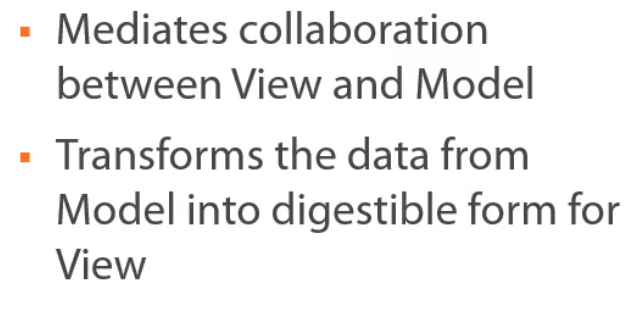 ▪ Mediates collaboration
between View and Model
▪ Transforms the data from
Model into digestible form for
View